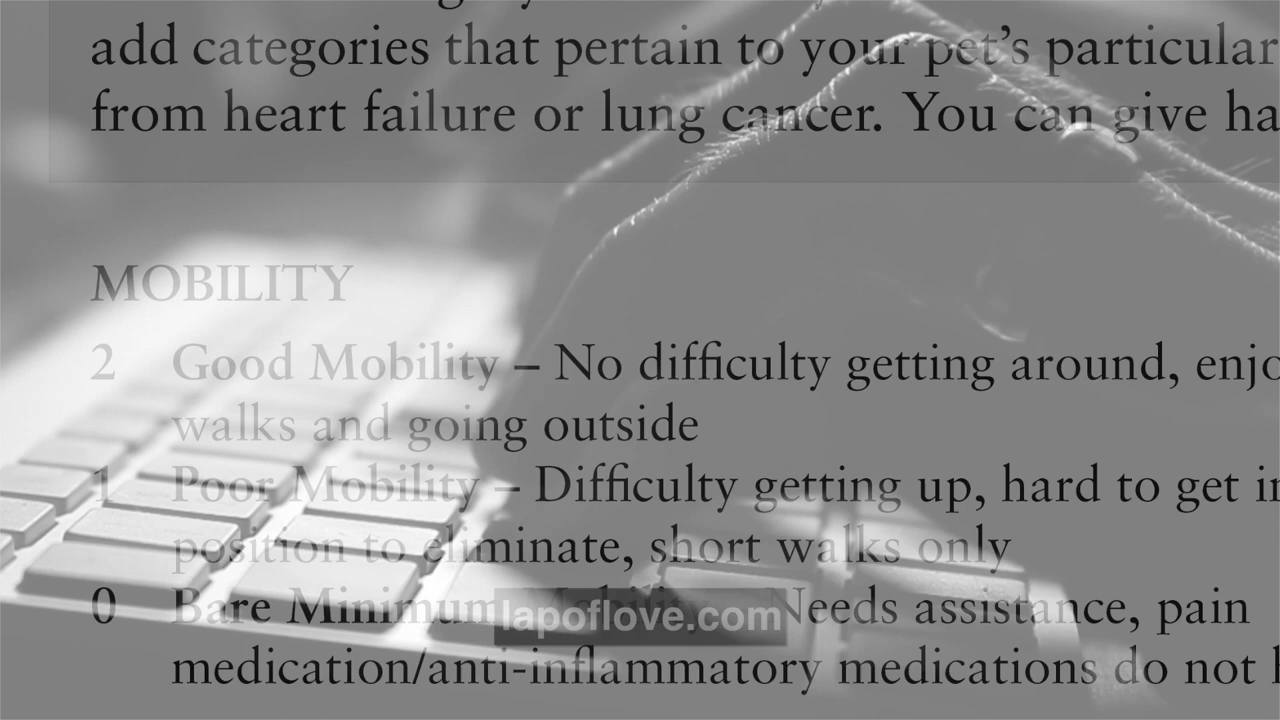 add categories that pertain to your pet's particular
from heart failure or lung cancer. You can give ha
MOBILITY
2 Good Mobility – No difficulty getting around, enjo
walks and going outside
1 Poor Mobility – Difficulty getting up, hard to get in
position to eliminate, short walks only
0 Bare Minimum Needs assistance, pain
lapoflove.com
medication/anti-inflammatory medications do not